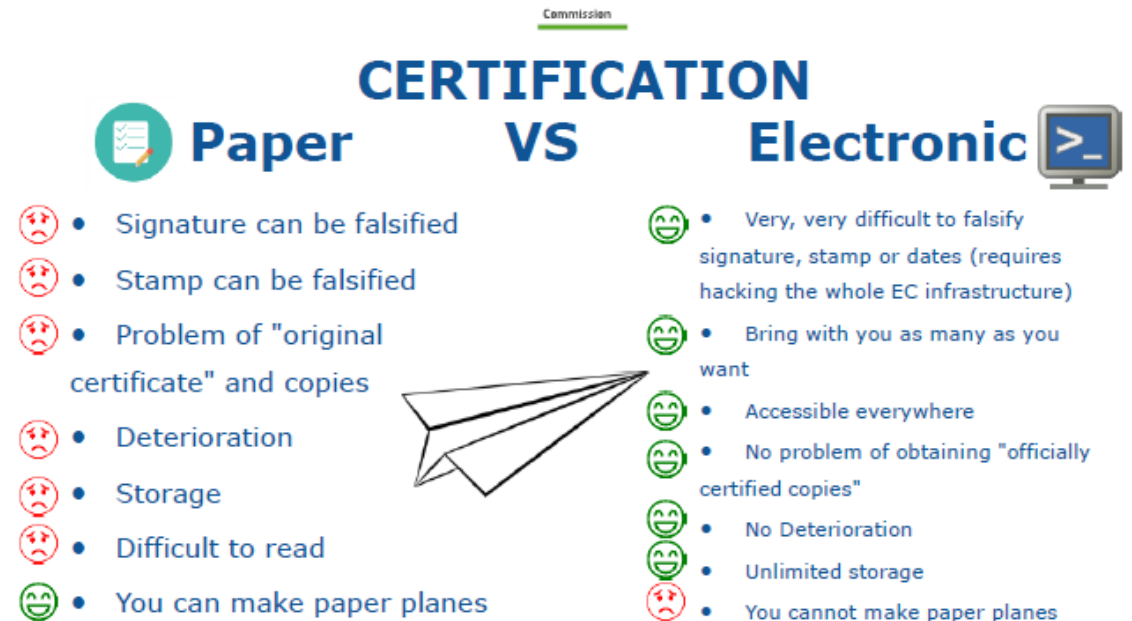 Commission
CERTIFICATION
Paper VS Electronic
• Signature can be falsified
• Stamp can be falsified
• Problem of "original
certificate" and copies
• Deterioration
• Storage
• Difficult to read
• You can make paper planes
• Very, very difficult to falsify
signature, stamp or dates (requires
hacking the whole EC infrastructure)
• Bring with you as many as you
want
• Accessible everywhere
• No problem of obtaining "officially
certified copies"
• No Deterioration
• Unlimited storage
• You cannot make paper planes